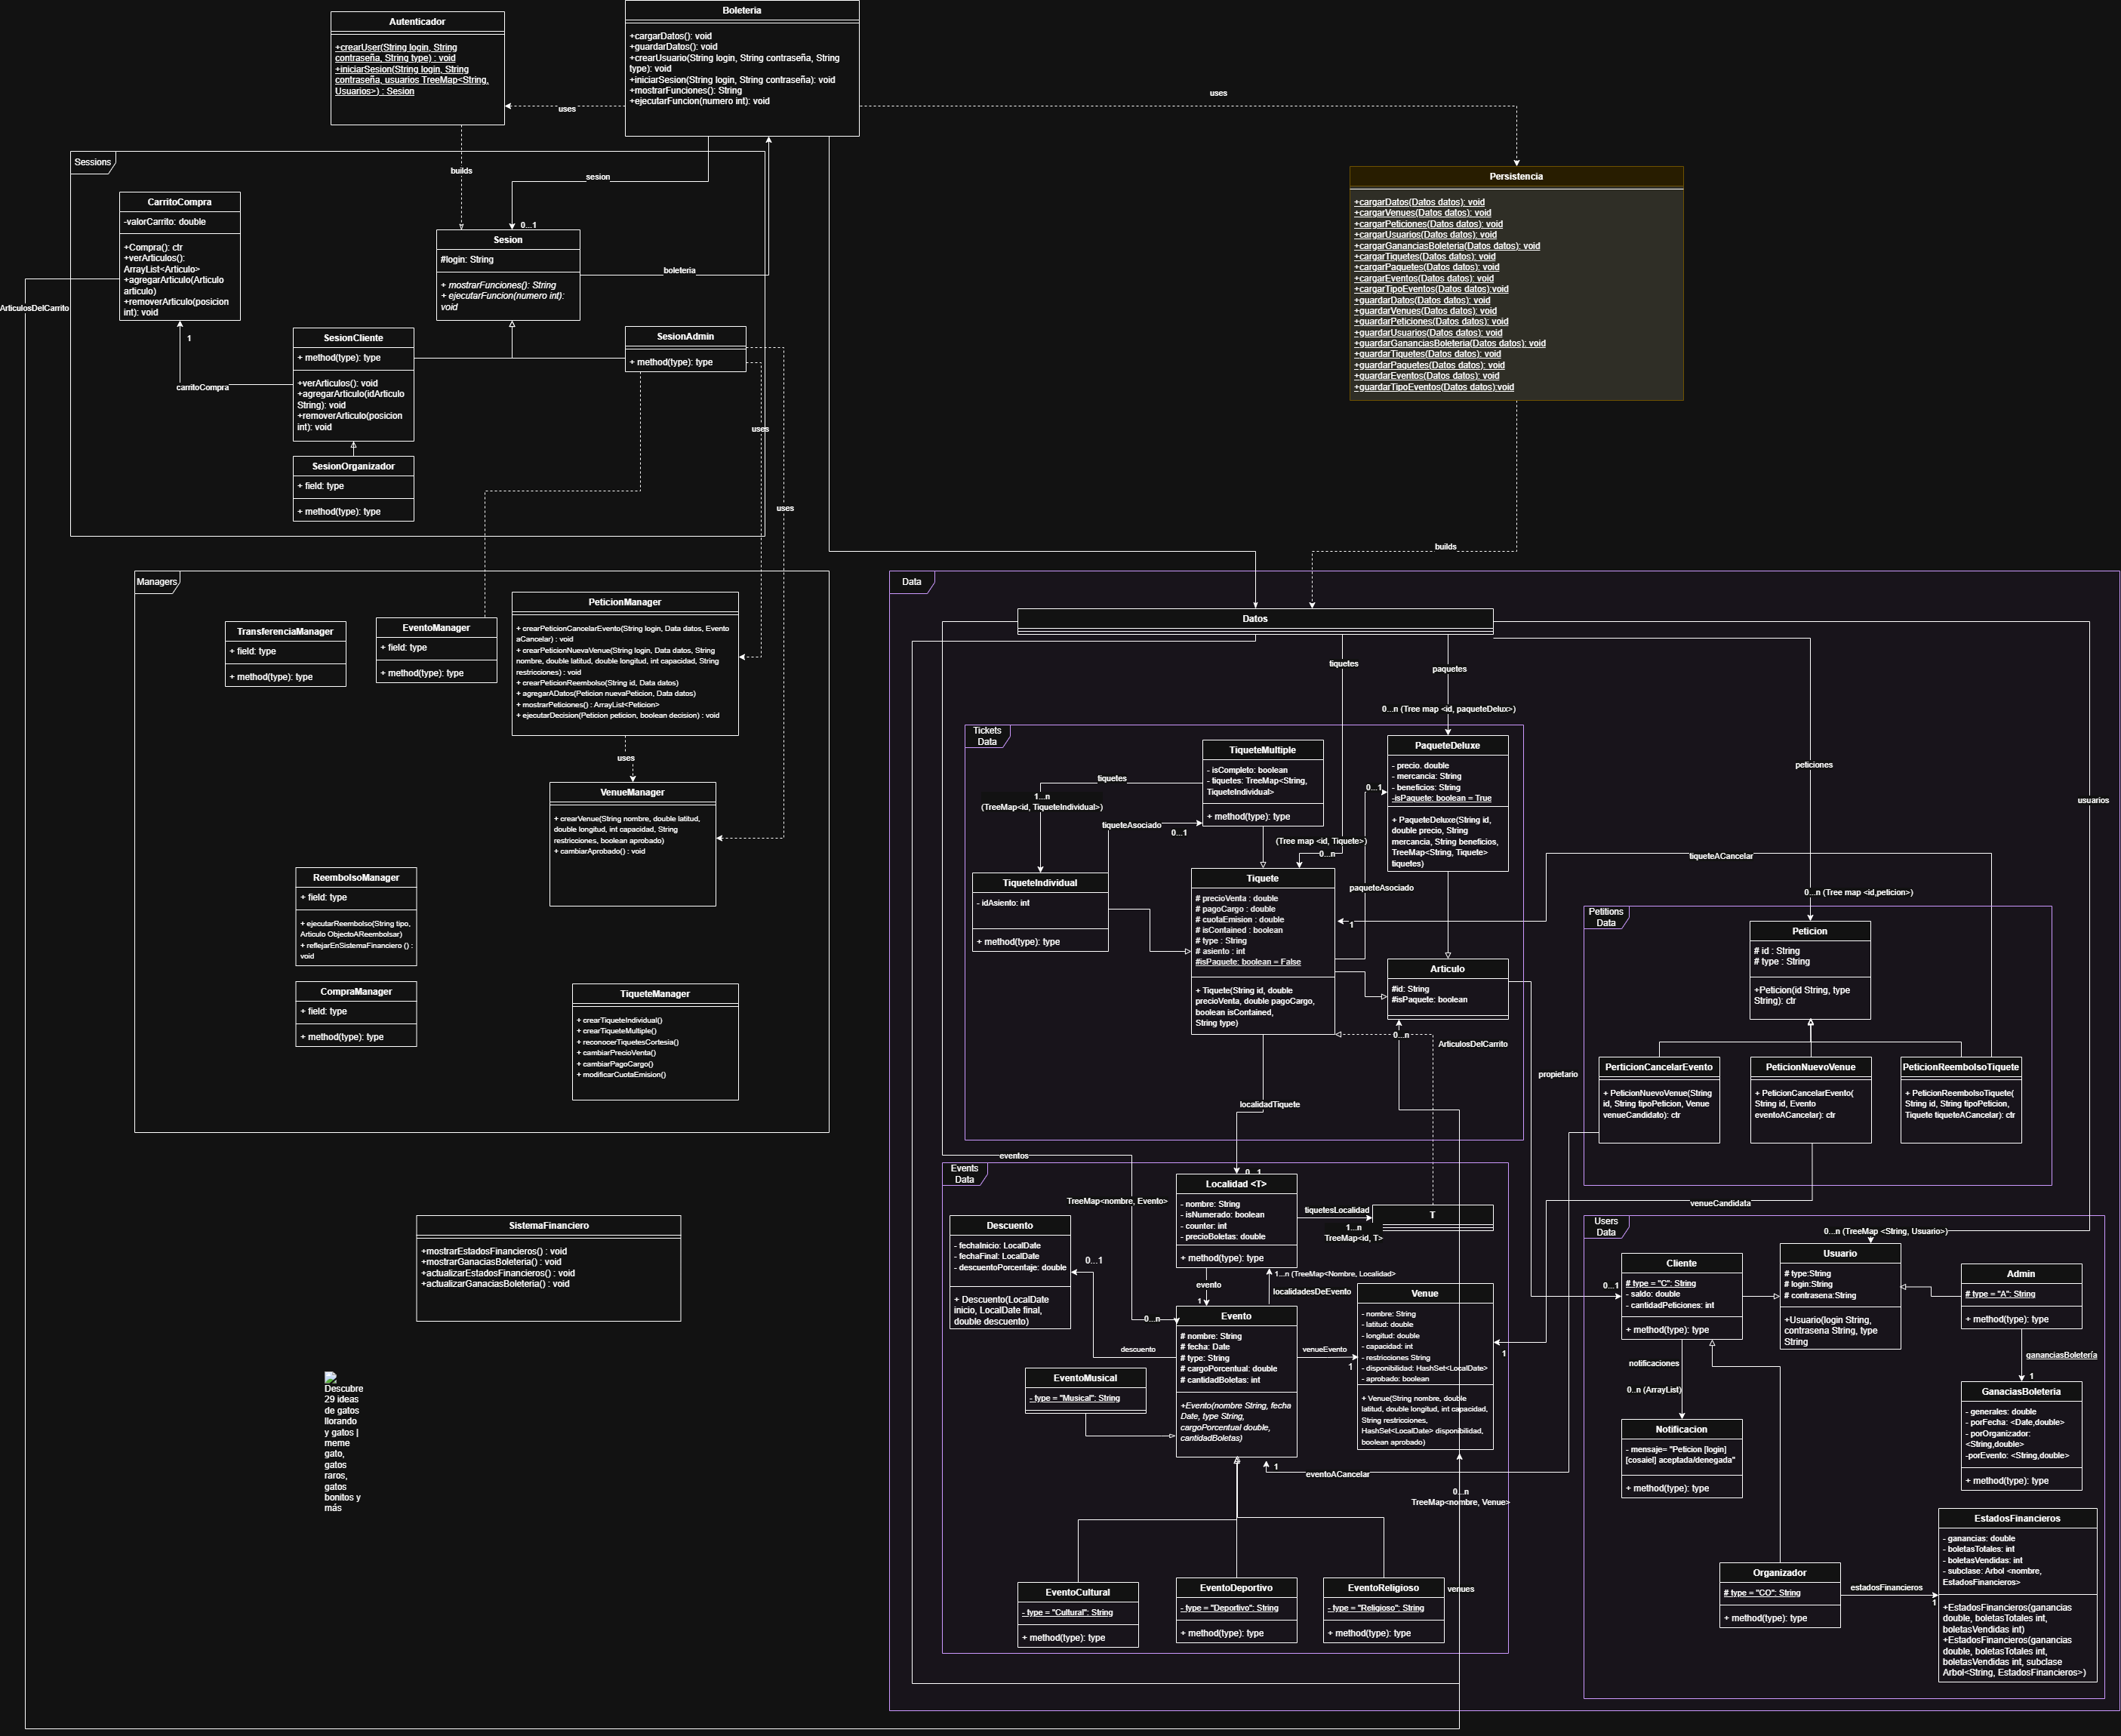 Autenticador
+crearUser(String login, String
contraseña, String type) : void
+iniciarSesion(String login, String
contraseña, usuarios TreeMap<String,
Usuarios>) : Sesion
Boleteria
+cargarDatos(): void
+guardarDatos(): void
+crearUsuario(String login, String contraseña, String
type): void
+iniciarSesion(String login, String contraseña): void
+mostrarFunciones(): String
+ejecutarFuncion(numero int): void
uses
uses
builds
sesion
0...1
boleteria
Persistencia
+cargarDatos(Datos datos): void
+cargarVenues(Datos datos): void
+cargarPeticiones(Datos datos): void
+cargarUsuarios(Datos datos): void
+cargarGananciasBoleteria(Datos datos): void
+cargarTiquetes(Datos datos): void
+cargarPaquetes(Datos datos): void
+cargarEventos(Datos datos): void
+cargarTipoEventos(Datos datos):void
+guardarDatos(Datos datos): void
+guardarVenues(Datos datos): void
+guardarPeticiones(Datos datos): void
+guardarUsuarios(Datos datos): void
+guardarGananciasBoleteria(Datos datos): void
+guardarTiquetes(Datos datos): void
+guardarPaquetes(Datos datos): void
+guardarEventos(Datos datos): void
+guardarTipoEventos(Datos datos):void
builds
Sessions
CarritoCompra
-valorCarrito: double
+Compra(): ctr
+verArticulos():
ArrayList<Articulo>
+agregarArticulo(Articulo
articulo)
+removerArticulo(posicion
int): void
ArticulosDelCarrito
1
carritoCompra
Sesion
#login: String
+ mostrarFunciones(): String
+ ejecutarFuncion(numero int):
void
SesionCliente
+ method(type): type
+verArticulos(): void
+agregarArticulo(idArticulo
String): void
+removerArticulo(posicion
int): void
SesionAdmin
+ method(type): type
uses
uses
SesionOrganizador
+ field: type
+ method(type): type
Managers
TransferenciaManager
+ field: type
+ method(type): type
EventoManager
+ field: type
+ method(type): type
PeticionManager
+ crearPeticionCancelarEvento(String login, Data datos, Evento
aCancelar) : void
+ crearPeticionNuevaVenue(String login, Data datos, String
nombre, double latitud, double longitud, int capacidad, String
restricciones) : void
+ crearPeticionReembolso(String id, Data datos)
+ agregarADatos(Peticion nuevaPeticion, Data datos)
+ mostrarPeticiones() : ArrayList<Peticion>
+ ejecutarDecision(Peticion peticion, boolean decision) : void
uses
VenueManager
+ crearVenue(String nombre, double latitud,
double longitud, int capacidad, String
restricciones, boolean aprobado)
+ cambiarAprobado() : void
ReembolsoManager
+ field: type
+ ejecutarReembolso(String tipo,
Articulo ObjectoAReembolsar)
+ reflejarEnSistemaFinanciero () :
void
CompraManager
+ field: type
+ method(type): type
TiqueteManager
+ crearTiqueteIndividual()
+ crearTiqueteMultiple()
+ reconocerTiquetesCortesia()
+ cambiarPrecioVenta()
+ cambiarPagoCargo()
+ modificarCuotaEmision()
SistemaFinanciero
+mostrarEstadosFinancieros() : void
+mostrarGananciasBoleteria() : void
+actualizarEstadosFinancieros() : void
+actualizarGanaciasBoleteria() : void
Descubre
29 ideas
de gatos
llorando
y gatos |
meme
gato,
gatos
raros,
gatos
bonitos y
más
Data
Datos
tiquetes
paquetes
0...n (Tree map <id, paqueteDelux>)
peticiones
usuarios
Tickets
Data
TiqueteMultiple
- isCompleto: boolean
- tiquetes: TreeMap<String,
TiqueteIndividual>
+ method(type): type
tiquetes
1...n
(TreeMap<id, TiqueteIndividual>)
tiqueteAsociado
0...1
PaqueteDeluxe
- precio. double
- mercancia: String
- beneficios: String
-isPaquete: boolean = True
+ PaqueteDeluxe(String id,
double precio, String
mercancia, String beneficios,
TreeMap<String, Tiquete>
tiquetes)
0...1
(Tree map <id, Tiquete>)
0...n
paqueteAsociado
TiqueteIndividual
- idAsiento: int
+ method(type): type
Tiquete
# precioVenta : double
# pagoCargo : double
# cuotaEmision : double
# isContained : boolean
# type : String
# asiento : int
#isPaquete: boolean = False
+ Tiquete(String id, double
precioVenta, double pagoCargo,
boolean isContained,
String type)
1
tiqueteACancelar
Articulo
#id: String
#isPaquete: boolean
0...n
ArticulosDelCarrito
propietario
localidadTiquete
0...1
Petitions
Data
0...n (Tree map <id,peticion>)
Peticion
# id : String
# type : String
+Peticion(id String, type
String): ctr
PerticionCancelarEvento
+ PeticionNuevoVenue(String
id, String tipoPeticion, Venue
venueCandidato): ctr
PeticionNuevoVenue
+ PeticionCancelarEvento(
String id, Evento
eventoACancelar): ctr
PeticionReembolsoTiquete
+ PeticionReembolsoTiquete(
String id, String tipoPeticion,
Tiquete tiqueteACancelar): ctr
venueCandidata
Events
Data
eventos
TreeMap<nombre, Evento>
Localidad <T>
- nombre: String
- isNumerado: boolean
- counter: int
- precioBoletas: double
+ method(type): type
tiquetesLocalidad
1...n
TreeMap<id, T>
T
Descuento
- fechaInicio: LocalDate
- fechaFinal: LocalDate
- descuentoPorcentaje: double
+ Descuento(LocalDate
inicio, LocalDate final,
double descuento)
0...1
evento
1
1...n (TreeMap<Nombre, Localidad>
localidadesDeEvento
0...n
descuento
Evento
# nombre: String
# fecha: Date
# type: String
# cargoPorcentual: double
# cantidadBoletas: int
+Evento(nombre String, fecha
Date, type String,
cargoPorcentual double,
cantidadBoletas)
venueEvento
1
Venue
- nombre: String
- latitud: double
- longitud: double
- capacidad: int
- restricciones String
- disponibilidad: HashSet<LocalDate>
- aprobado: boolean
+ Venue(String nombre, double
latitud, double longitud, int capacidad,
String restricciones,
HashSet<LocalDate> disponibilidad,
boolean aprobado)
1
EventoMusical
- type = "Musical": String
1
eventoACancelar
0...n
TreeMap<nombre, Venue>
EventoCultural
- type = "Cultural": String
+ method(type): type
EventoDeportivo
- type = "Deportivo": String
+ method(type): type
EventoReligioso
- type = "Religioso": String
+ method(type): type
venues
Users
Data
0...n (TreeMap <String, Usuario>)
Cliente
# type = "C": String
- saldo: double
- cantidadPeticiones: int
+ method(type): type
0...1
Usuario
# type:String
# login:String
# contrasena:String
+Usuario(login String,
contrasena String, type
String
Admin
# type = "A": String
+ method(type): type
notificaciones
0..n (ArrayList)
gananciasBoletería
1
Notificacion
- mensaje= "Peticion [login]
[cosaiel] aceptada/denegada"
+ method(type): type
GanaciasBoleteria
- generales: double
- porFecha: <Date,double>
- porOrganizador:
<String,double>
-porEvento: <String,double>
+ method(type): type
Organizador
# type = "CO": String
+ method(type): type
estadosFinancieros
1
EstadosFinancieros
- ganancias: double
- boletasTotales: int
- boletasVendidas: int
- subclase: Arbol <nombre,
EstadosFinancieros>
+EstadosFinancieros(ganancias
double, boletasTotales int,
boletasVendidas int)
+EstadosFinancieros(ganancias
double, boletasTotales int,
boletasVendidas int, subclase
Arbol<String, EstadosFinancieros>)